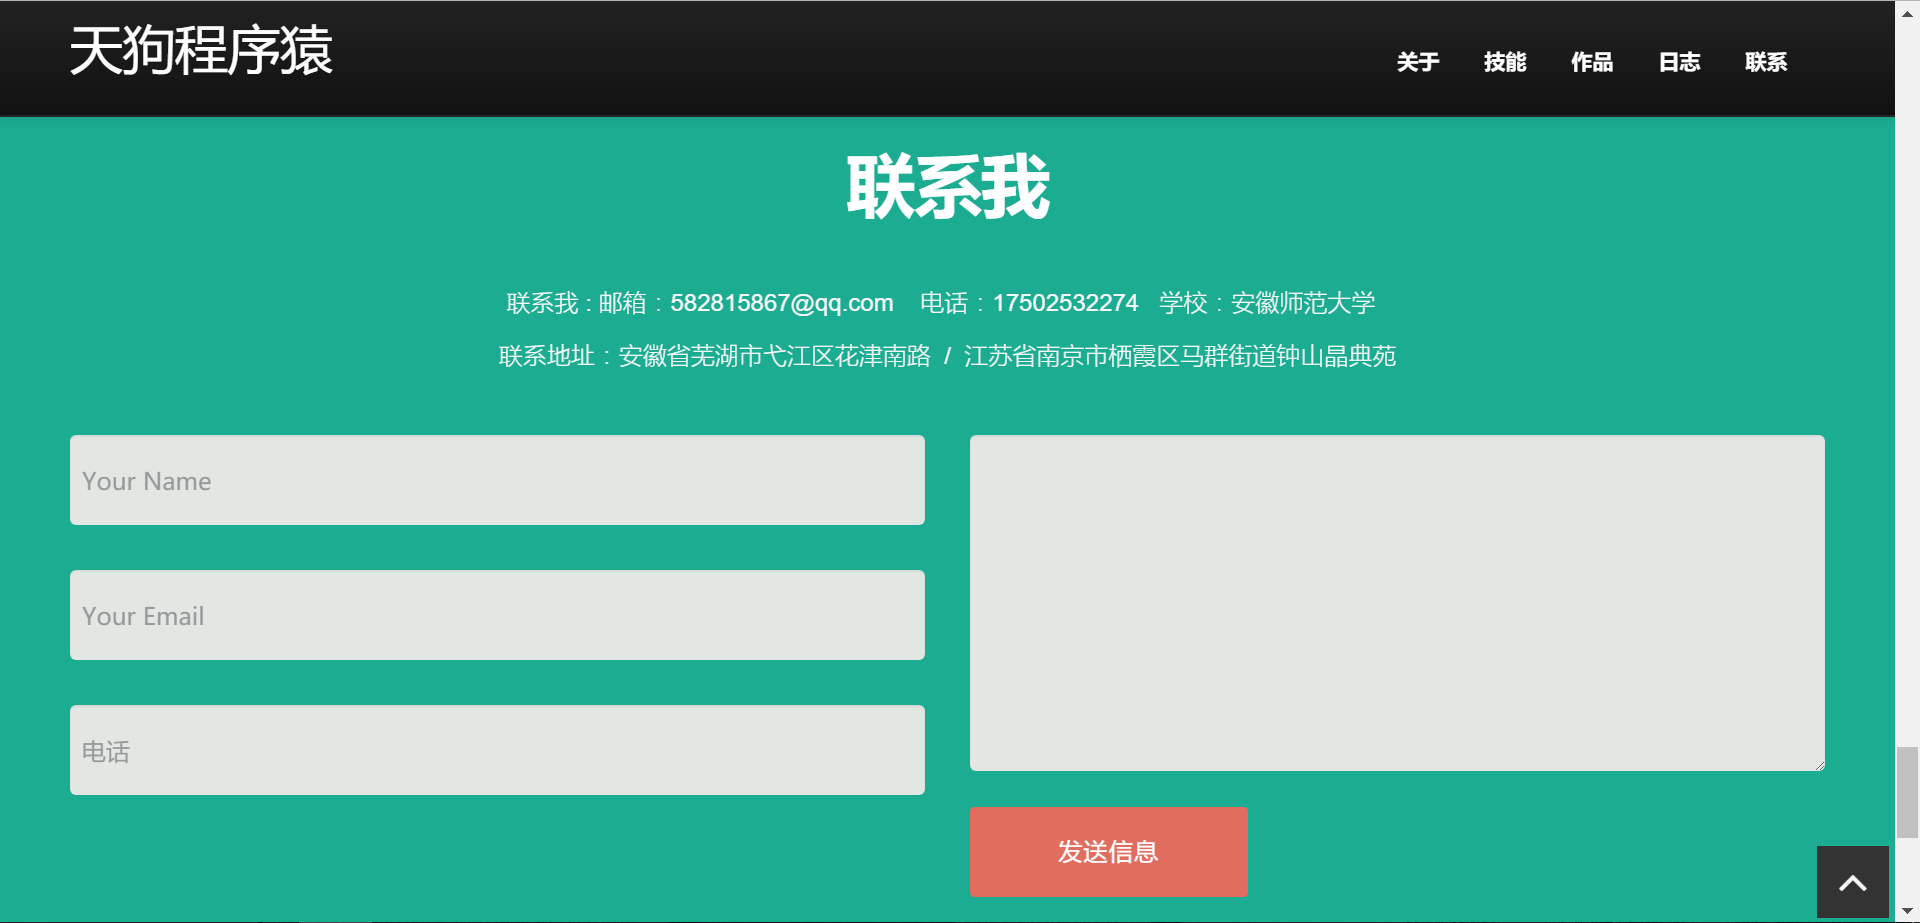 天狗程序猿
关于 技能 作品 日志 联系
联系我
联系我 : 邮箱：582815867@qq.com 电话：17502532274 学校：安徽师范大学
联系地址：安徽省芜湖市弋江区花津南路 / 江苏省南京市栖霞区马群街道钟山晶典苑
Your Name
Your Email
电话
发送信息